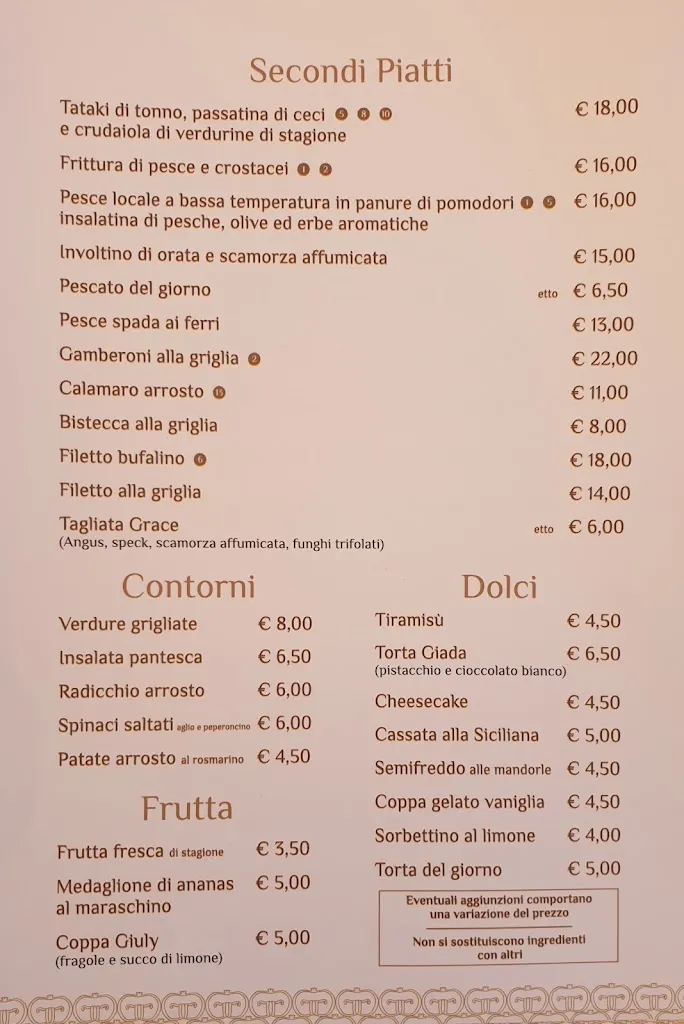 Secondi Piatti
Tataki di tonno, passatina di ceci 5 8 10 € 18,00
e crudaiola di verdurine di stagione
Frittura di pesce e crostacei 1 2 € 16,00
Pesce locale a bassa temperatura in panure di pomodori 1 5 € 16,00
insalatina di pesche, olive ed erbe aromatiche
Involtino di orata e scamorza affumicata € 15,00
Pescato del giorno etto € 6,50
Pesce spada ai ferri € 13,00
Gamberoni alla griglia 2 € 22,00
Calamaro arrosto € 11,00
Bistecca alla griglia € 8,00
Filetto bufalino 6 € 18,00
Filetto alla griglia € 14,00
Tagliata Grace etto € 6,00
(Angus, speck, scamorza affumicata, funghi trifolati)
Contorni
Verdure grigliate € 8,00
Insalata pantesca € 6,50
Radicchio arrosto € 6,00
Spinaci saltati aglio e peperoncino € 6,00
Patate arrosto al rosmarino € 4,50
Frutta
Frutta fresca di stagione € 3,50
Medaglione di ananas € 5,00
al maraschino
Coppa Giuly € 5,00
(fragole e succo di limone)
Dolci
Tiramisù € 4,50
Torta Giada € 6,50
(pistacchio e cioccolato bianco)
Cheesecake € 4,50
Cassata alla Siciliana € 5,00
Semifreddo alle mandorle € 4,50
Coppa gelato vaniglia € 4,50
Sorbettino al limone € 4,00
Torta del giorno € 5,00
Eventuali aggiunzioni comportano
una variazione del prezzo
Non si sostituiscono ingredienti
con altri